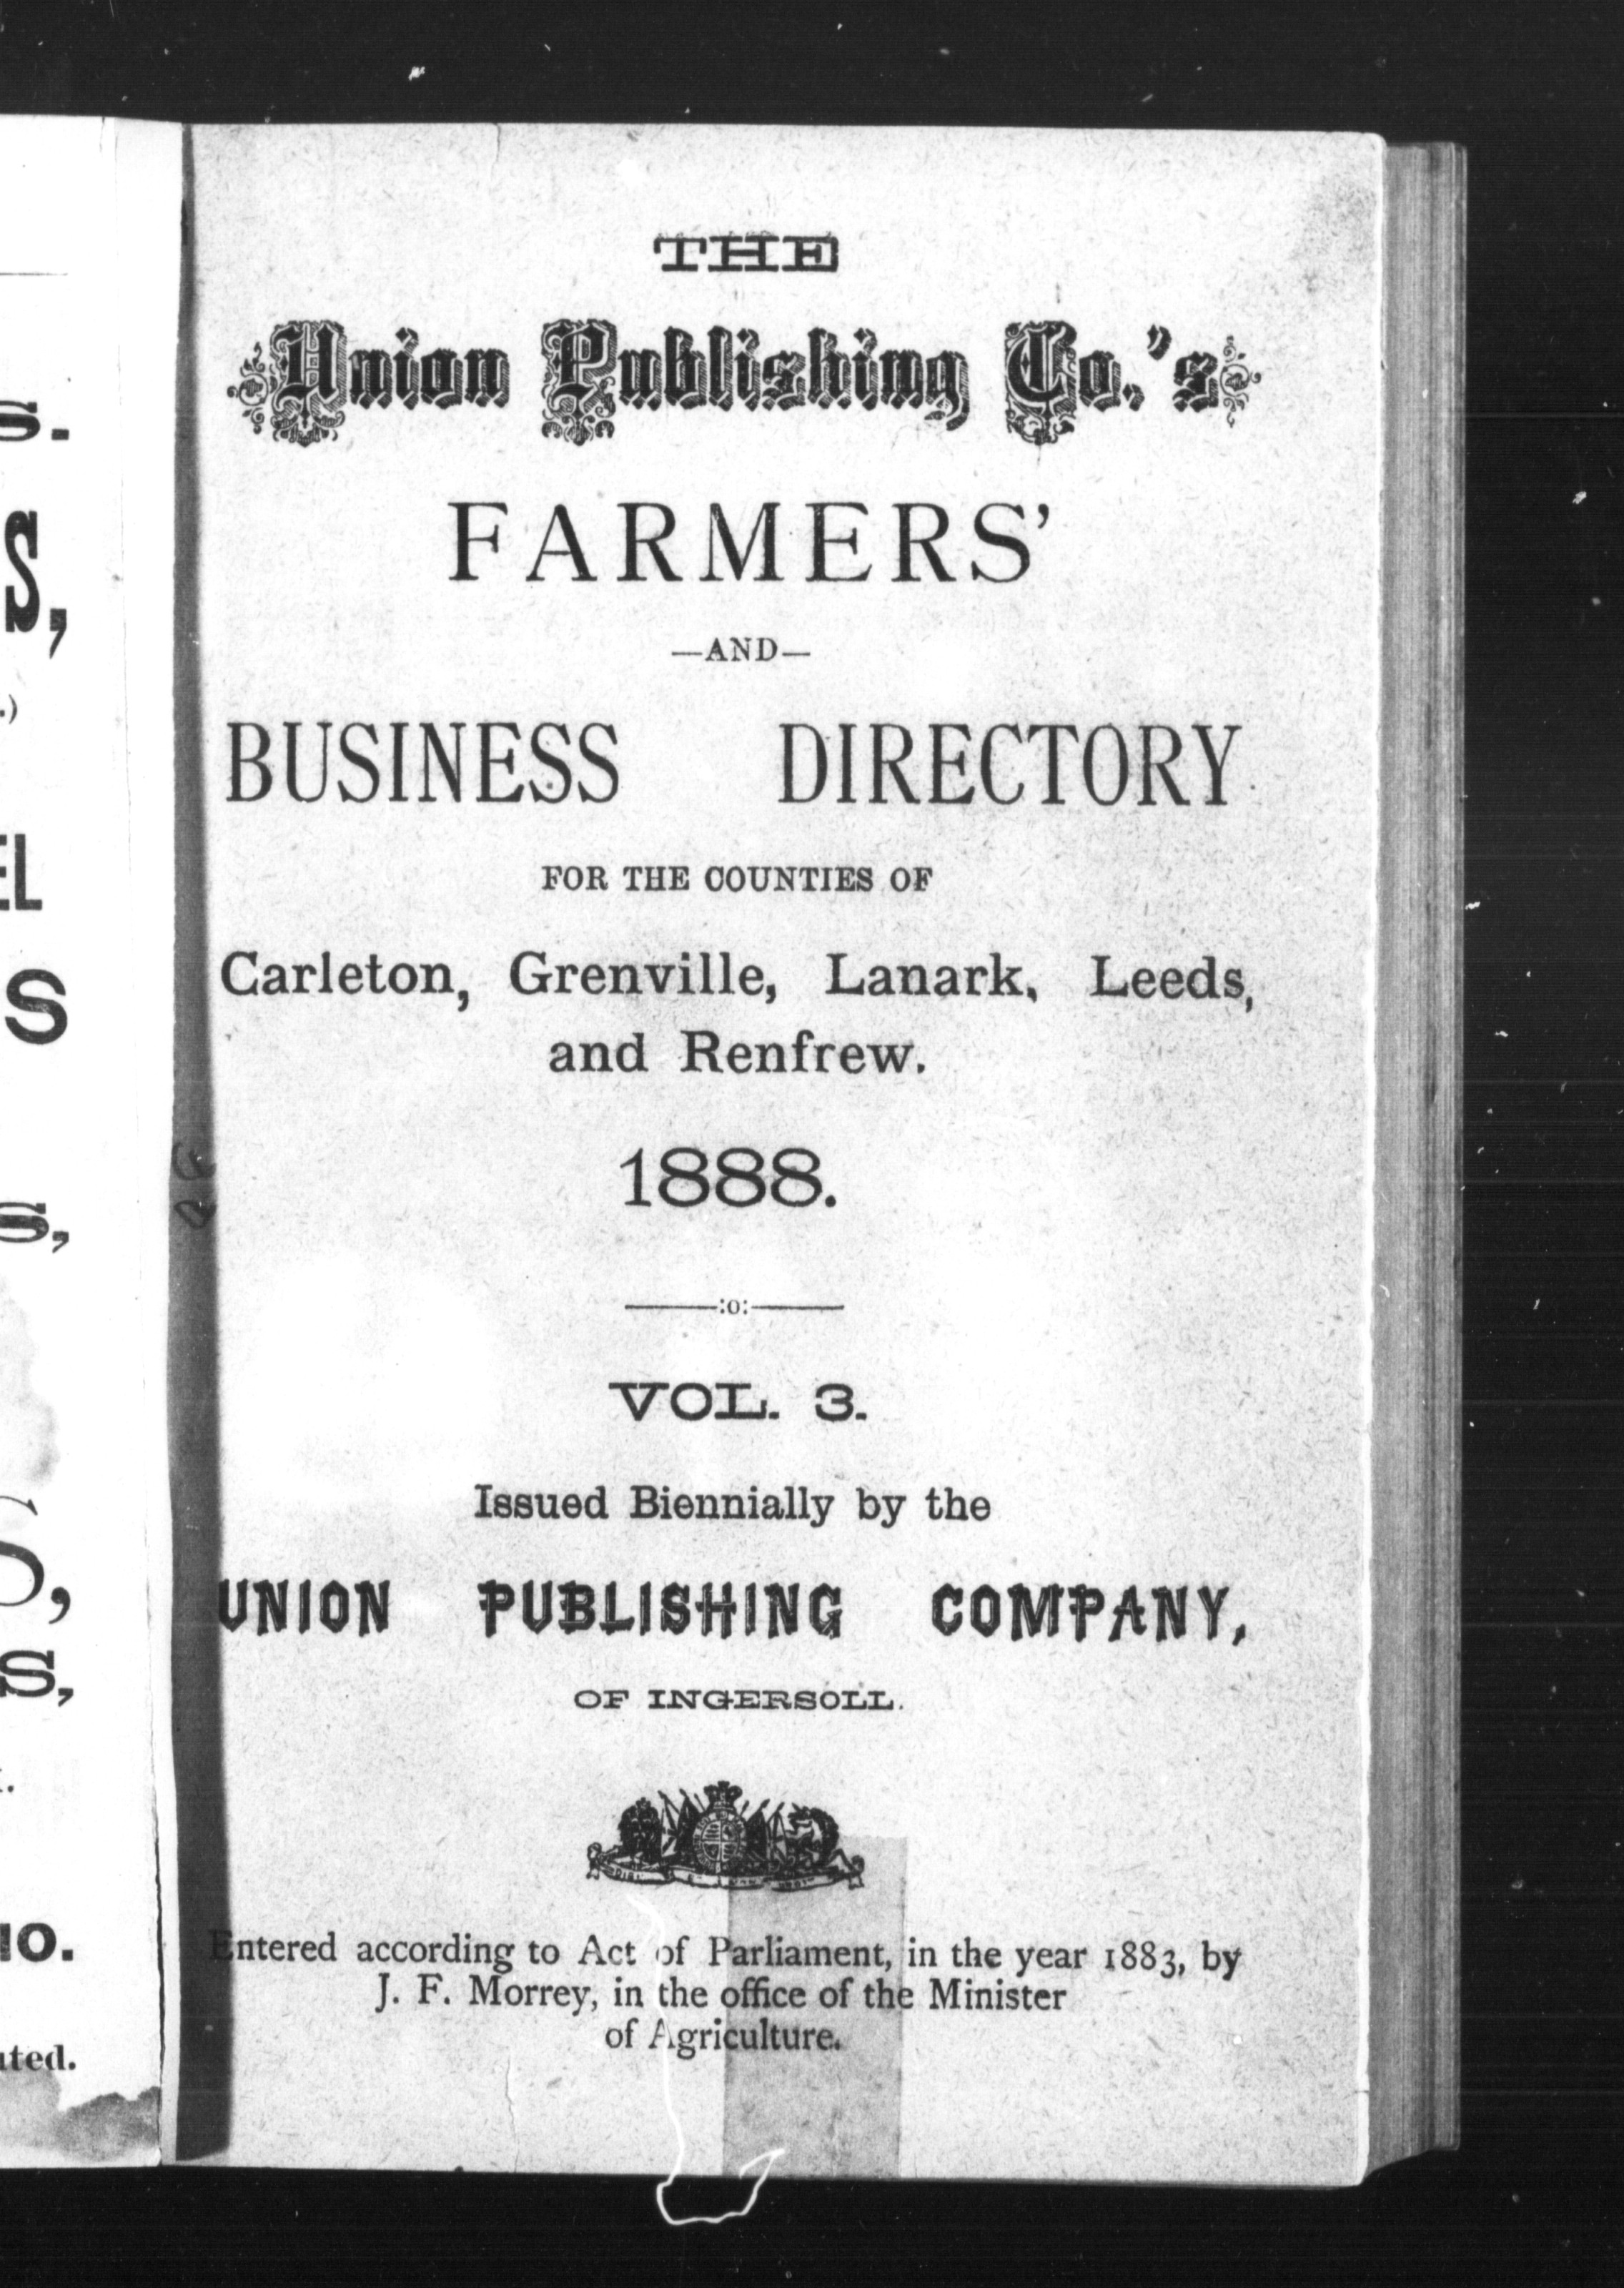 THE
Union Publishing Co.'s
FARMERS'
—AND—
BUSINESS DIRECTORY
FOR THE COUNTIES OF
Carleton, Grenville, Lanark, Leeds,
and Renfrew.
1888.
———:o:———
VOL. 3.
Issued Biennially by the
UNION PUBLISHING COMPANY,
OF INGERSOLL.
Entered according to Act of Parliament, in the year 1883, by
J. F. Morrey, in the office of the Minister
of Agriculture.